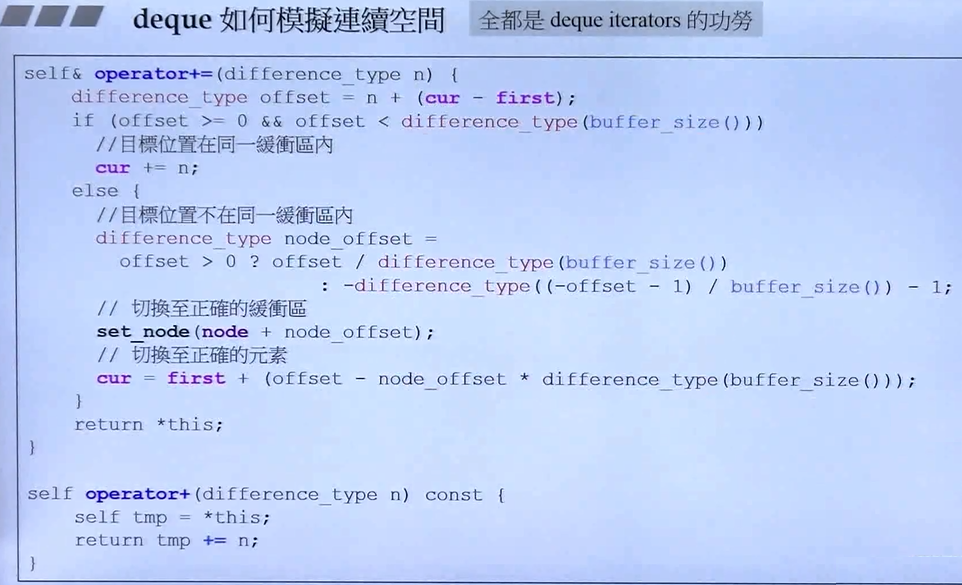 deque 如何模擬連續空間 全都是 deque iterators 的功勞
self& operator+=(difference_type n) {
difference_type offset = n + (cur - first);
if (offset >= 0 && offset < difference_type(buffer_size()))
//目標位置在同一緩衝區內
cur += n;
else {
//目標位置不在同一緩衝區內
difference_type node_offset =
offset > 0 ? offset / difference_type(buffer_size())
: -difference_type((-offset - 1) / buffer_size()) - 1;
// 切換至正確的緩衝區
set_node(node + node_offset);
// 切換至正確的元素
cur = first + (offset - node_offset * difference_type(buffer_size()));
}
return *this;
}
self operator+(difference_type n) const {
self tmp = *this;
return tmp += n;
}